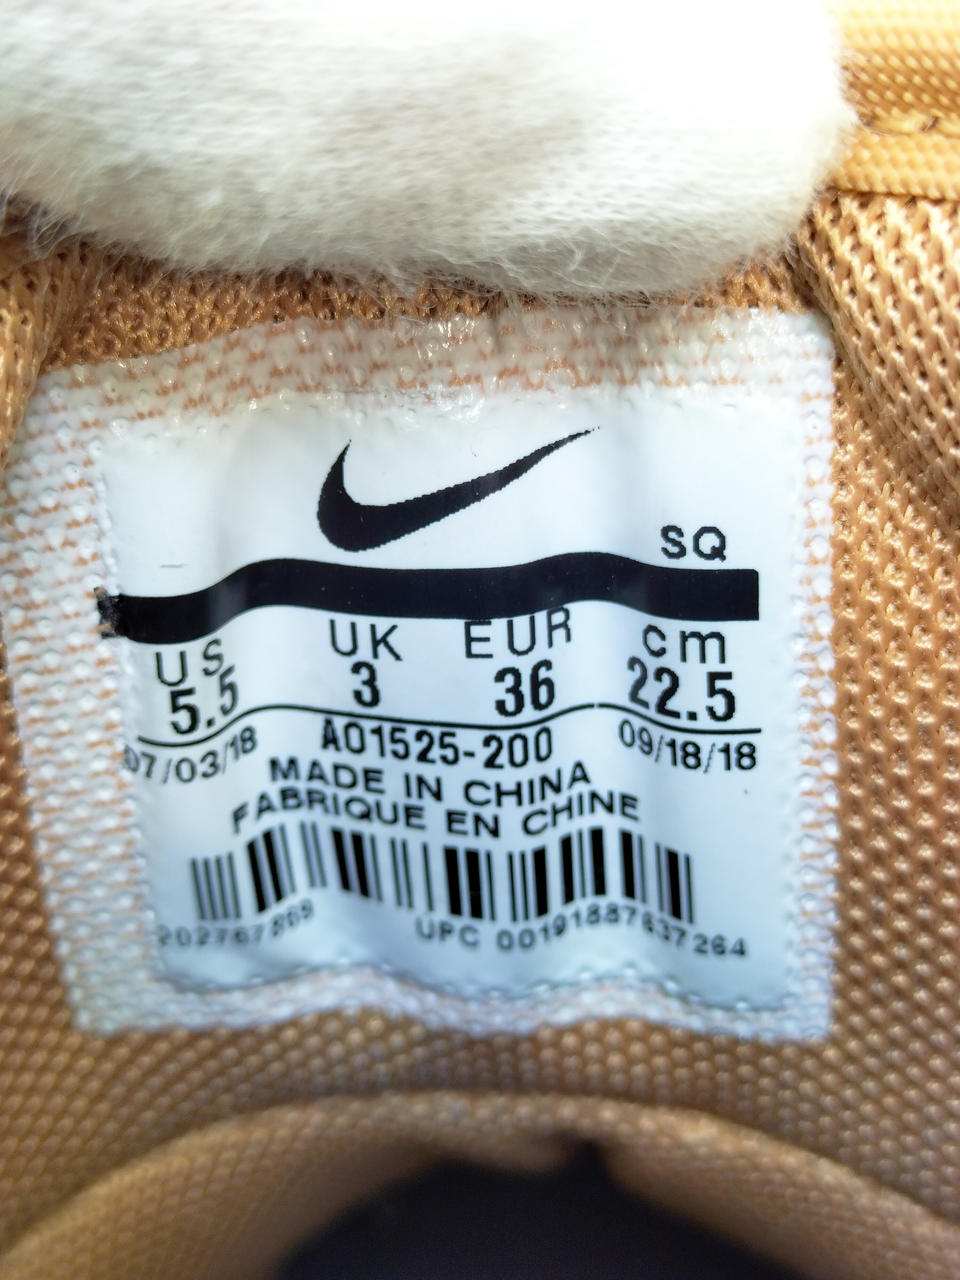 SQ
US UK EUR cm
5.5 3 36 22.5
07/03/18 AO1525-200 09/18/18
MADE IN CHINA
FABRIQUE EN CHINE
202767869 UPC 00191887637264